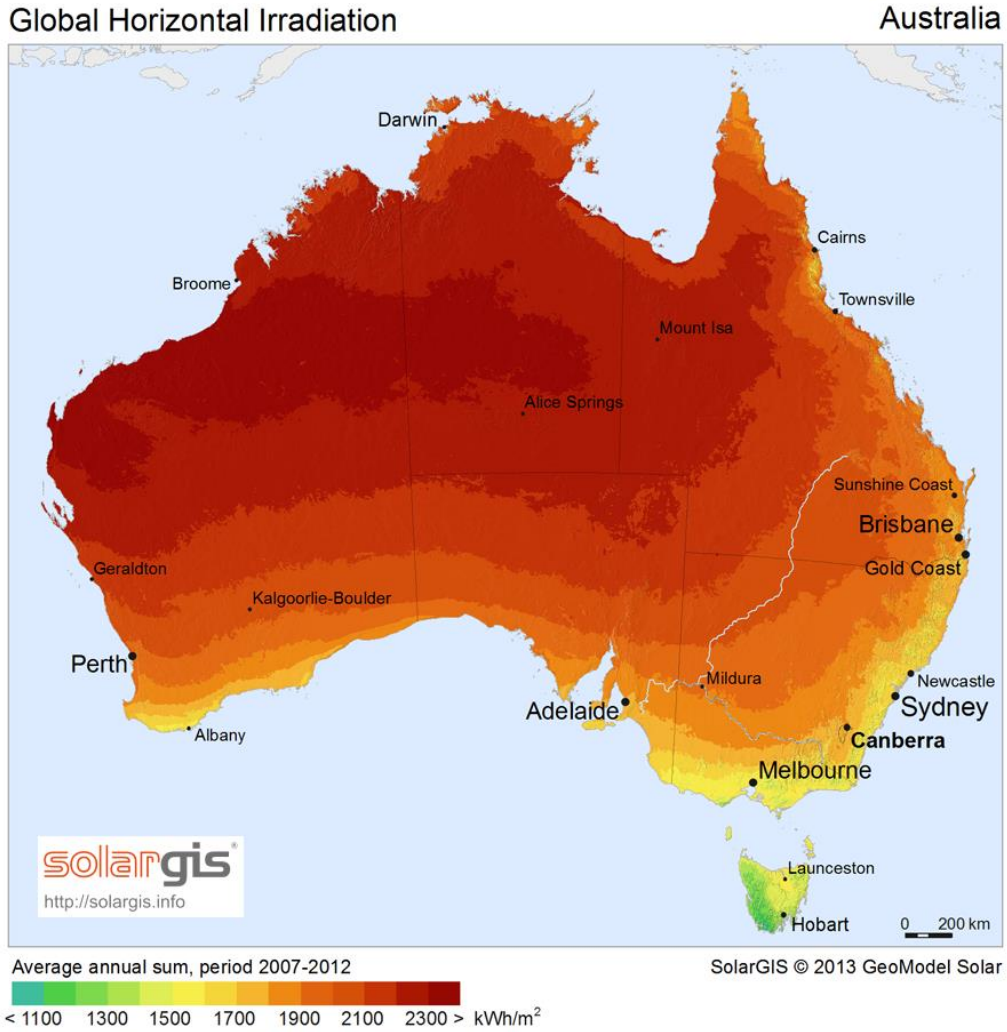 Global Horizontal Irradiation
Australia
Darwin
Cairns
Broome
Townsville
Mount Isa
Alice Springs
Sunshine Coast
Brisbane
Gold Coast
Geraldton
Kalgoorlie-Boulder
Perth
Mildura
Newcastle
Adelaide
Sydney
Albany
Canberra
Melbourne
solargis®
http://solargis.info
Launceston
Hobart
0 200 km
Average annual sum, period 2007-2012
SolarGIS © 2013 GeoModel Solar
< 1100 1300 1500 1700 1900 2100 2300 > kWh/m²